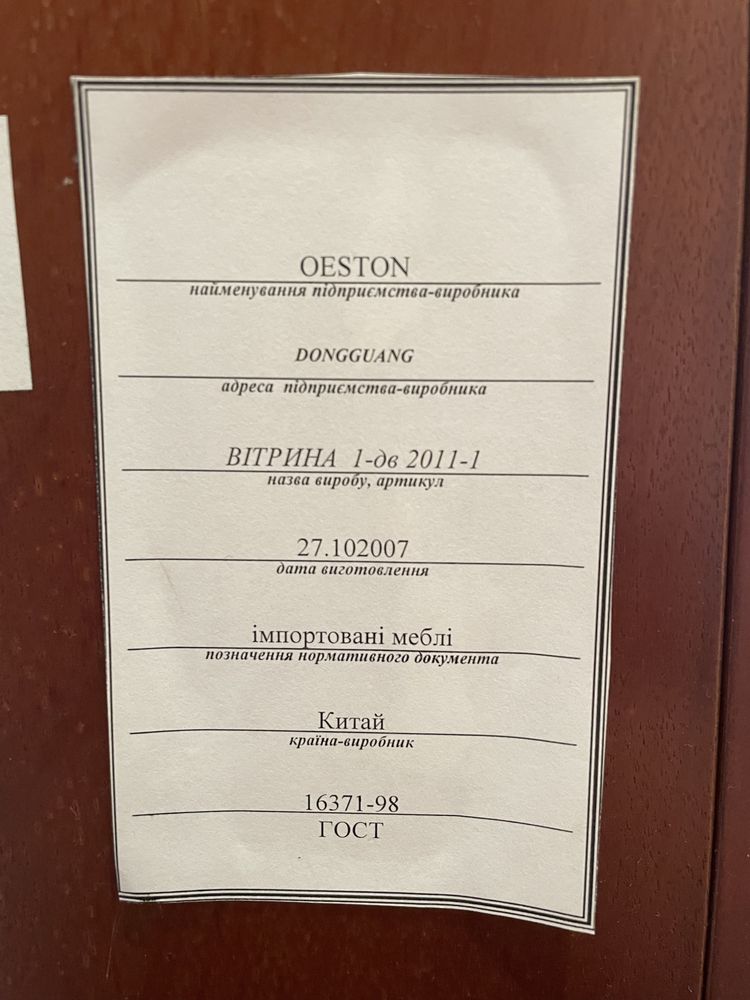 OESTON
найменування підприємства-виробника
DONGGUANG
адреса підприємства-виробника
ВІТРИНА 1-дв 2011-1
назва виробу, артикул
27.102007
дата виготовлення
імпортовані меблі
позначення нормативного документа
Китай
країна-виробник
16371-98
ГОСТ